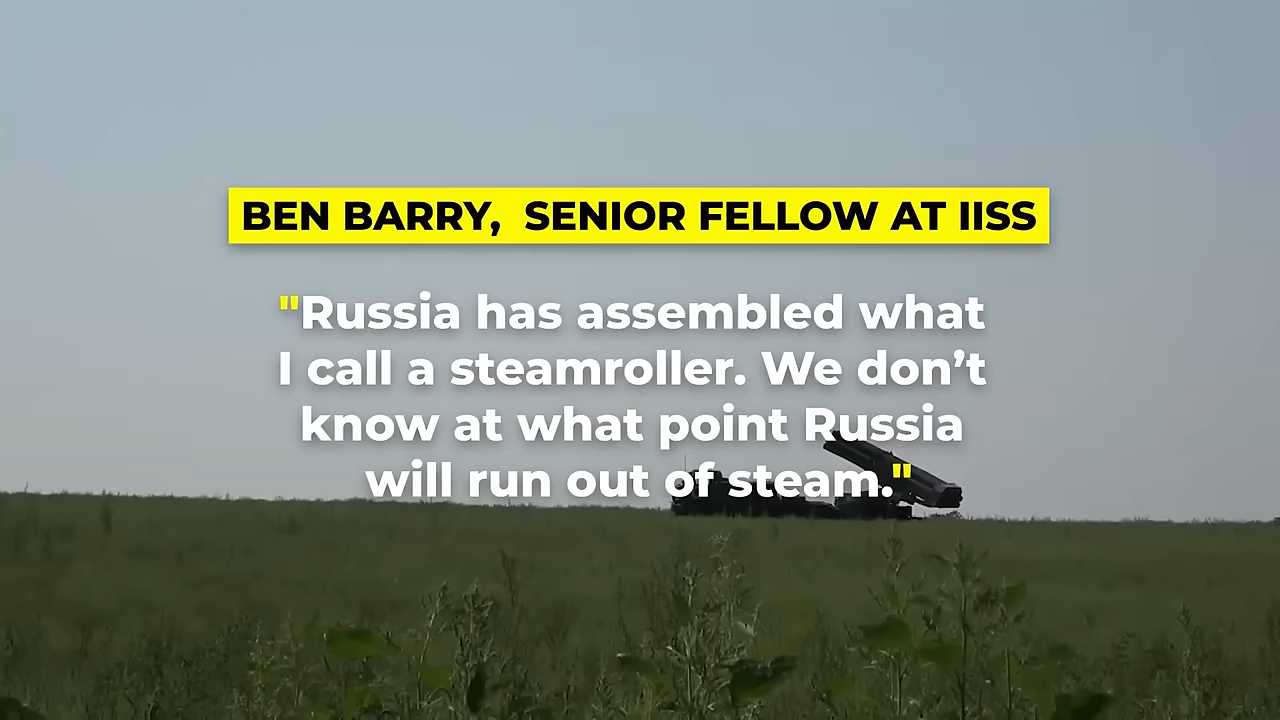 BEN BARRY,  SENIOR FELLOW AT IISS
"Russia has assembled what
I call a steamroller. We don’t
know at what point Russia
will run out of steam."